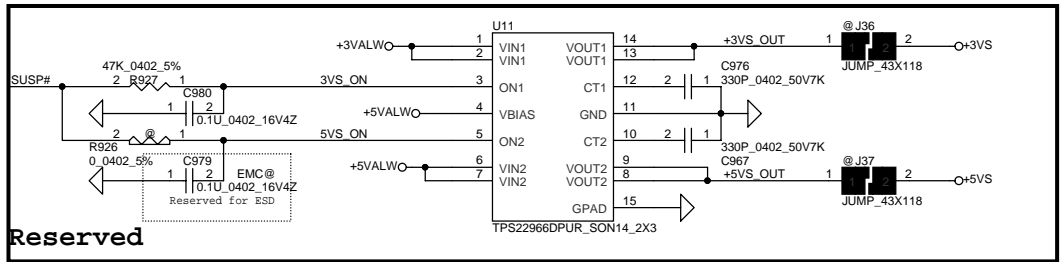 U11
@ J36
+3VALW
1
2
VIN1
VIN1
VOUT1
VOUT1
14
13
+3VS_OUT
1
1 2
2
+3VS
JUMP_43X118
SUSP#
47K_0402_5%
2
R927
1
3VS_ON
3
ON1
CT1
12
2
1
C976
330P_0402_50V7K
C980
1
2
0.1U_0402_16V4Z
+5VALW
4
VBIAS
GND
11
R926
2
@
1
0_0402_5%
5VS_ON
5
ON2
CT2
10
2
1
330P_0402_50V7K
C967
C979
1
2
0.1U_0402_16V4Z
EMC@
Reserved for ESD
+5VALW
6
7
VIN2
VIN2
VOUT2
VOUT2
9
8
+5VS_OUT
@ J37
1
1 2
2
+5VS
JUMP_43X118
GPAD
15
TPS22966DPUR_SON14_2X3
Reserved